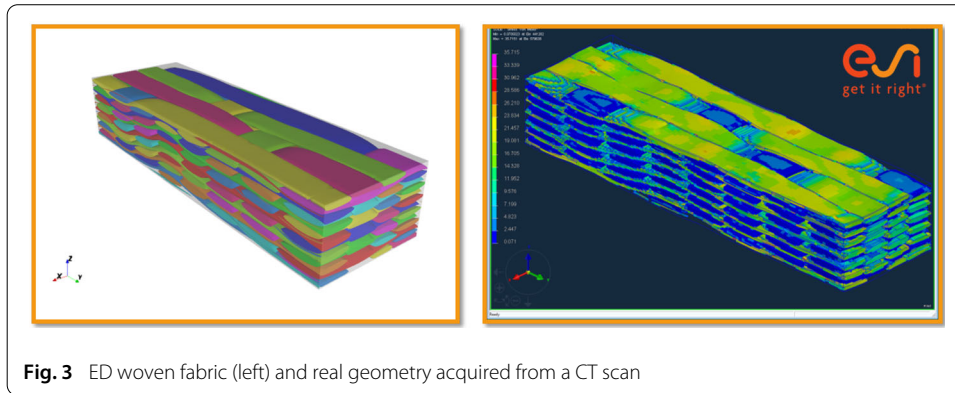 z
x
y
35.715
33.339
30.962
28.586
26.210
23.834
21.457
19.081
16.705
14.329
11.952
9.576
7.199
4.823
2.447
0.071
esi
get it right®
Ready
Fig. 3 ED woven fabric (left) and real geometry acquired from a CT scan